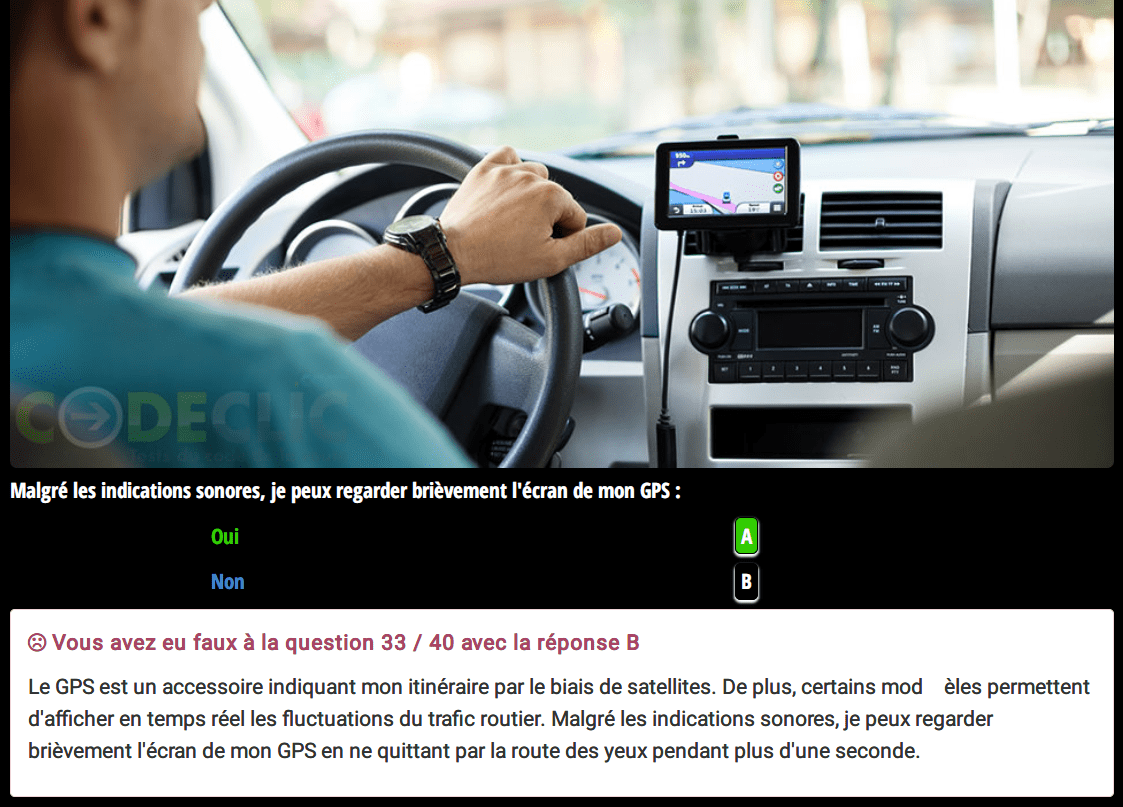 950m
CODECLIC
Malgré les indications sonores, je peux regarder brièvement l'écran de mon GPS :
Oui A
Non B
Vous avez eu faux à la question 33 / 40 avec la réponse B
Le GPS est un accessoire indiquant mon itinéraire par le biais de satellites. De plus, certains mod èles permettent
d'afficher en temps réel les fluctuations du trafic routier. Malgré les indications sonores, je peux regarder
brièvement l'écran de mon GPS en ne quittant par la route des yeux pendant plus d'une seconde.